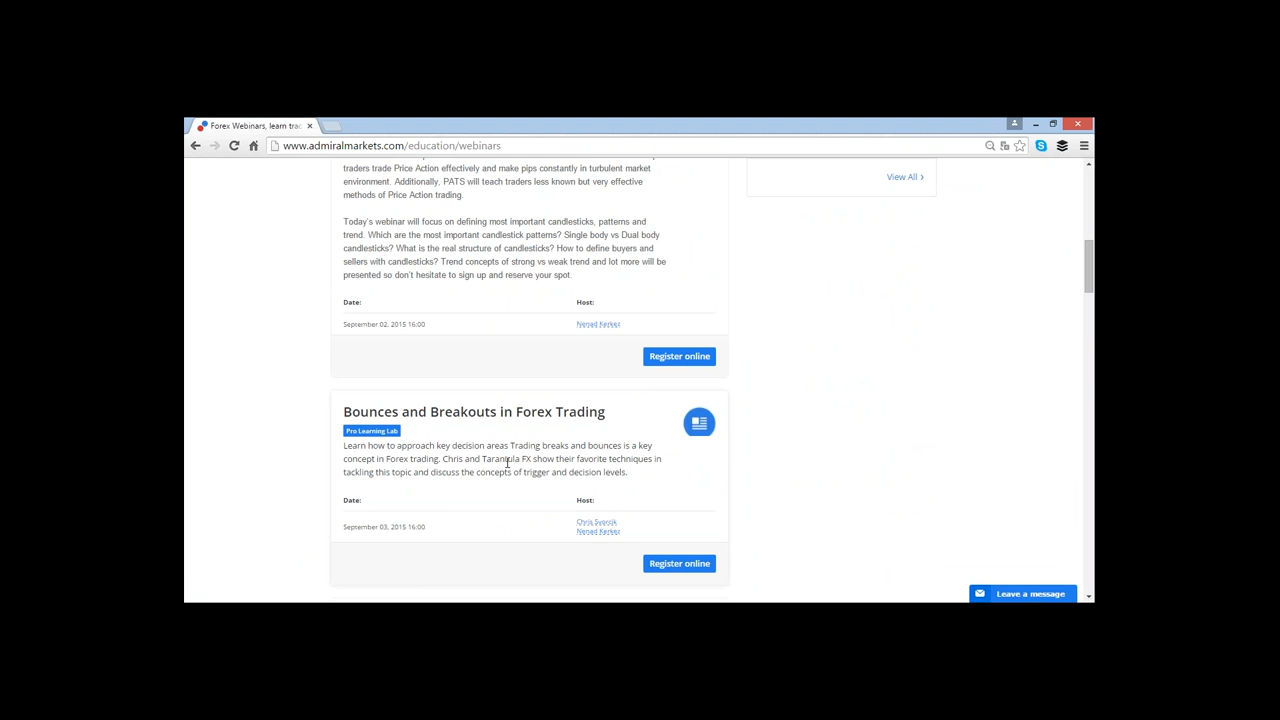 Forex Webinars, learn trad
www.admiralmarkets.com/education/webinars
traders trade Price Action effectively and make pips constantly in turbulent market
environment. Additionally, PATS will teach traders less known but very effective
methods of Price Action trading.
View All ›
Today's webinar will focus on defining most important candlesticks, patterns and
trend. Which are the most important candlestick patterns? Single body vs Dual body
candlesticks? What is the real structure of candlesticks? How to define buyers and
sellers with candlesticks? Trend concepts of strong vs weak trend and lot more will be
presented so don't hesitate to sign up and reserve your spot.
Date: Host:
September 02, 2015 16:00 Nenad Kerkez
Register online
Bounces and Breakouts in Forex Trading
Pro Learning Lab
Learn how to approach key decision areas Trading breaks and bounces is a key
concept in Forex trading. Chris and Tarantula FX show their favorite techniques in
tackling this topic and discuss the concepts of trigger and decision levels.
Date: Host:
September 03, 2015 16:00 Chris Svorcik
Nenad Kerkez
Register online
Leave a message